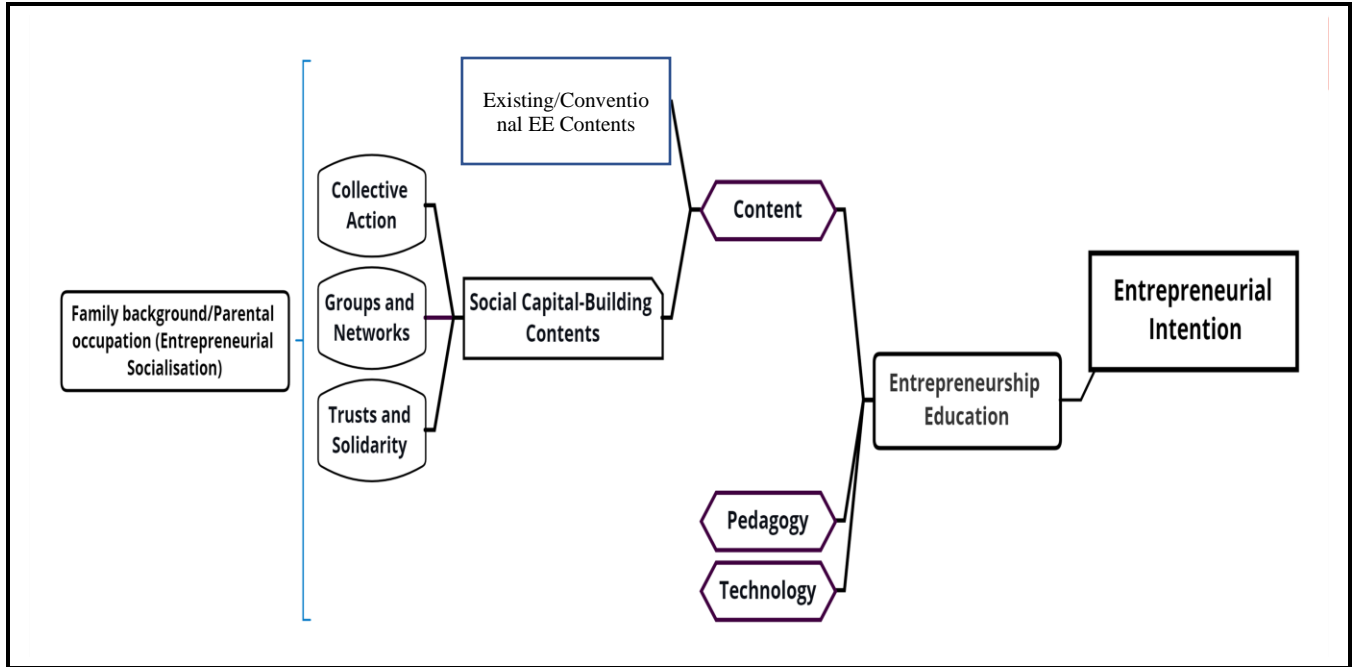 Existing/Conventio
nal EE Contents
Collective
Action
Content
Entrepreneurial
Intention
Family background/Parental
occupation (Entrepreneurial
Socialisation)
Groups and
Networks
Social Capital-Building
Contents
Entrepreneurship
Education
Trusts and
Solidarity
Pedagogy
Technology